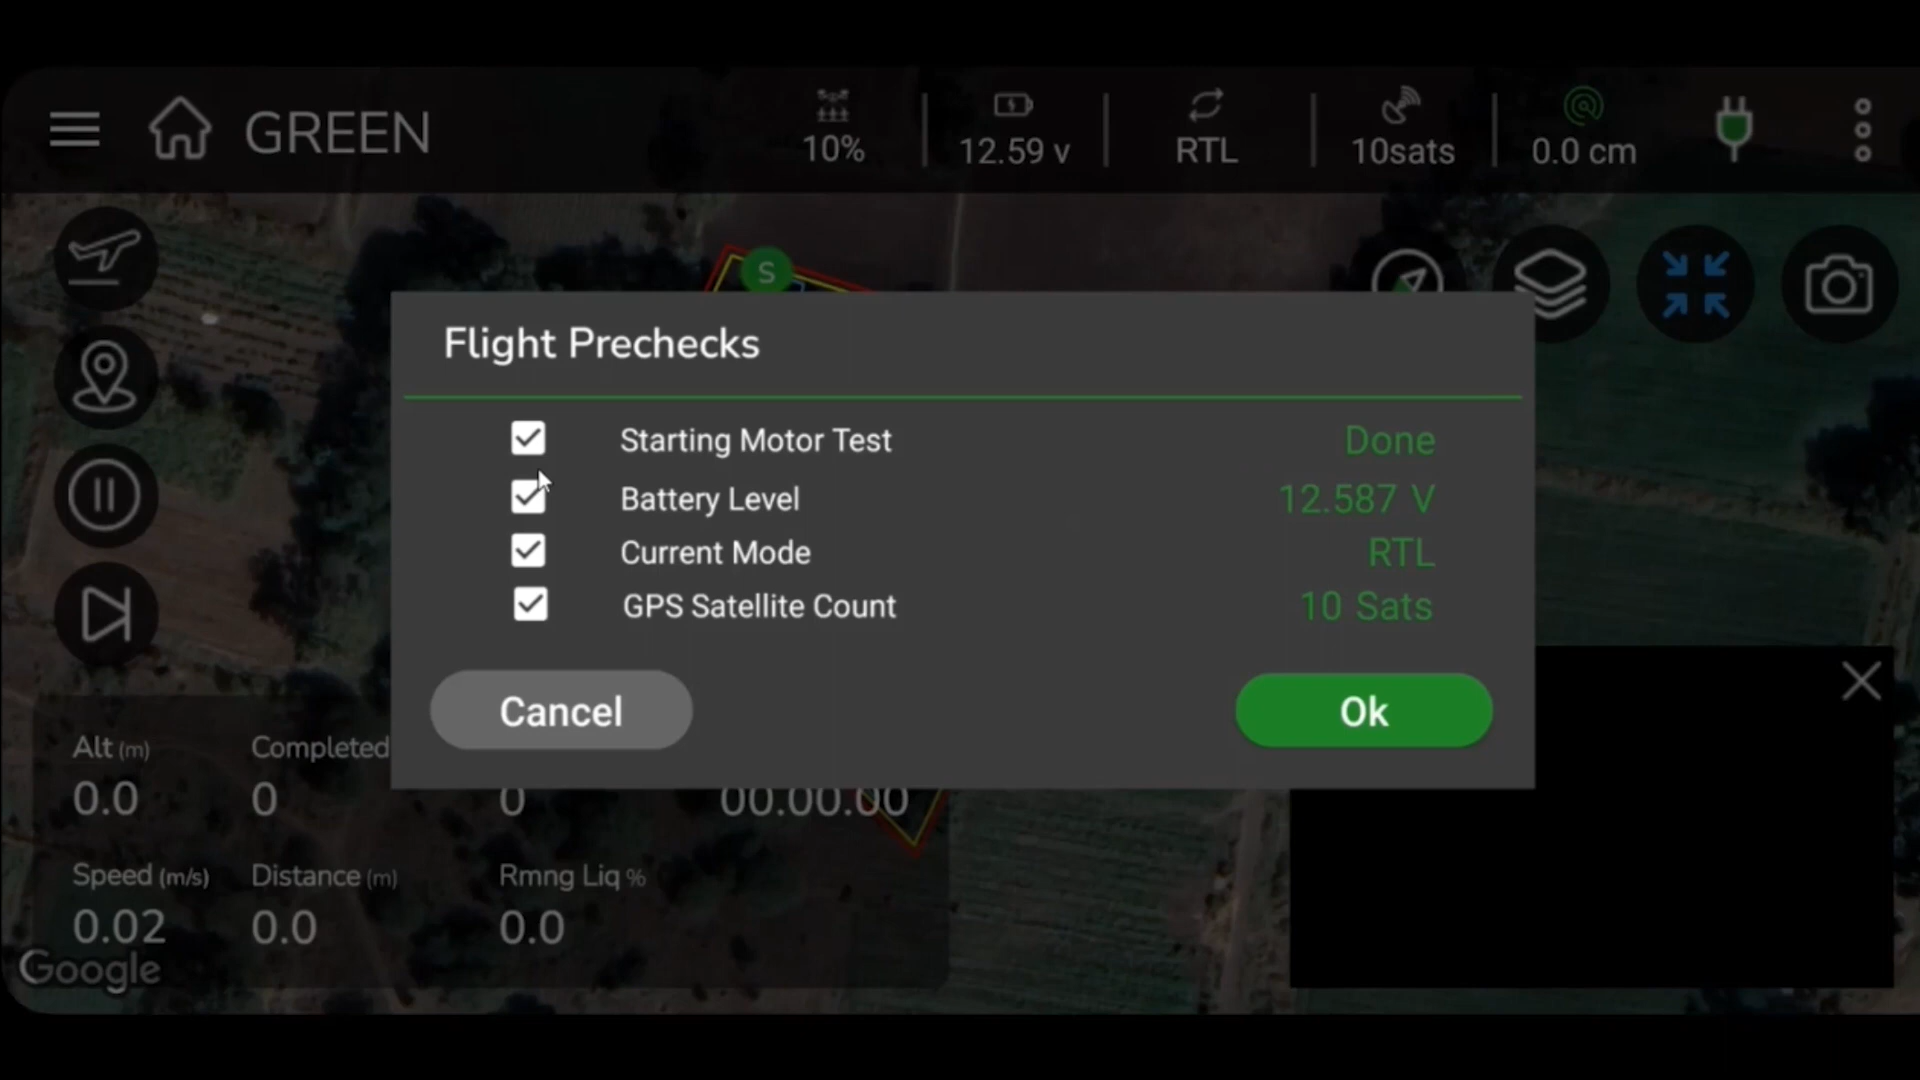 GREEN
10%
12.59 v
RTL
10sats
0.0 cm
S
Flight Prechecks
Starting Motor Test Done
Battery Level 12.587 V
Current Mode RTL
GPS Satellite Count 10 Sats
Cancel Ok
Alt (m) Completed
0.0 0 0 00.00.00
Speed (m/s) Distance (m) Rmng Liq %
0.02 0.0 0.0
Google